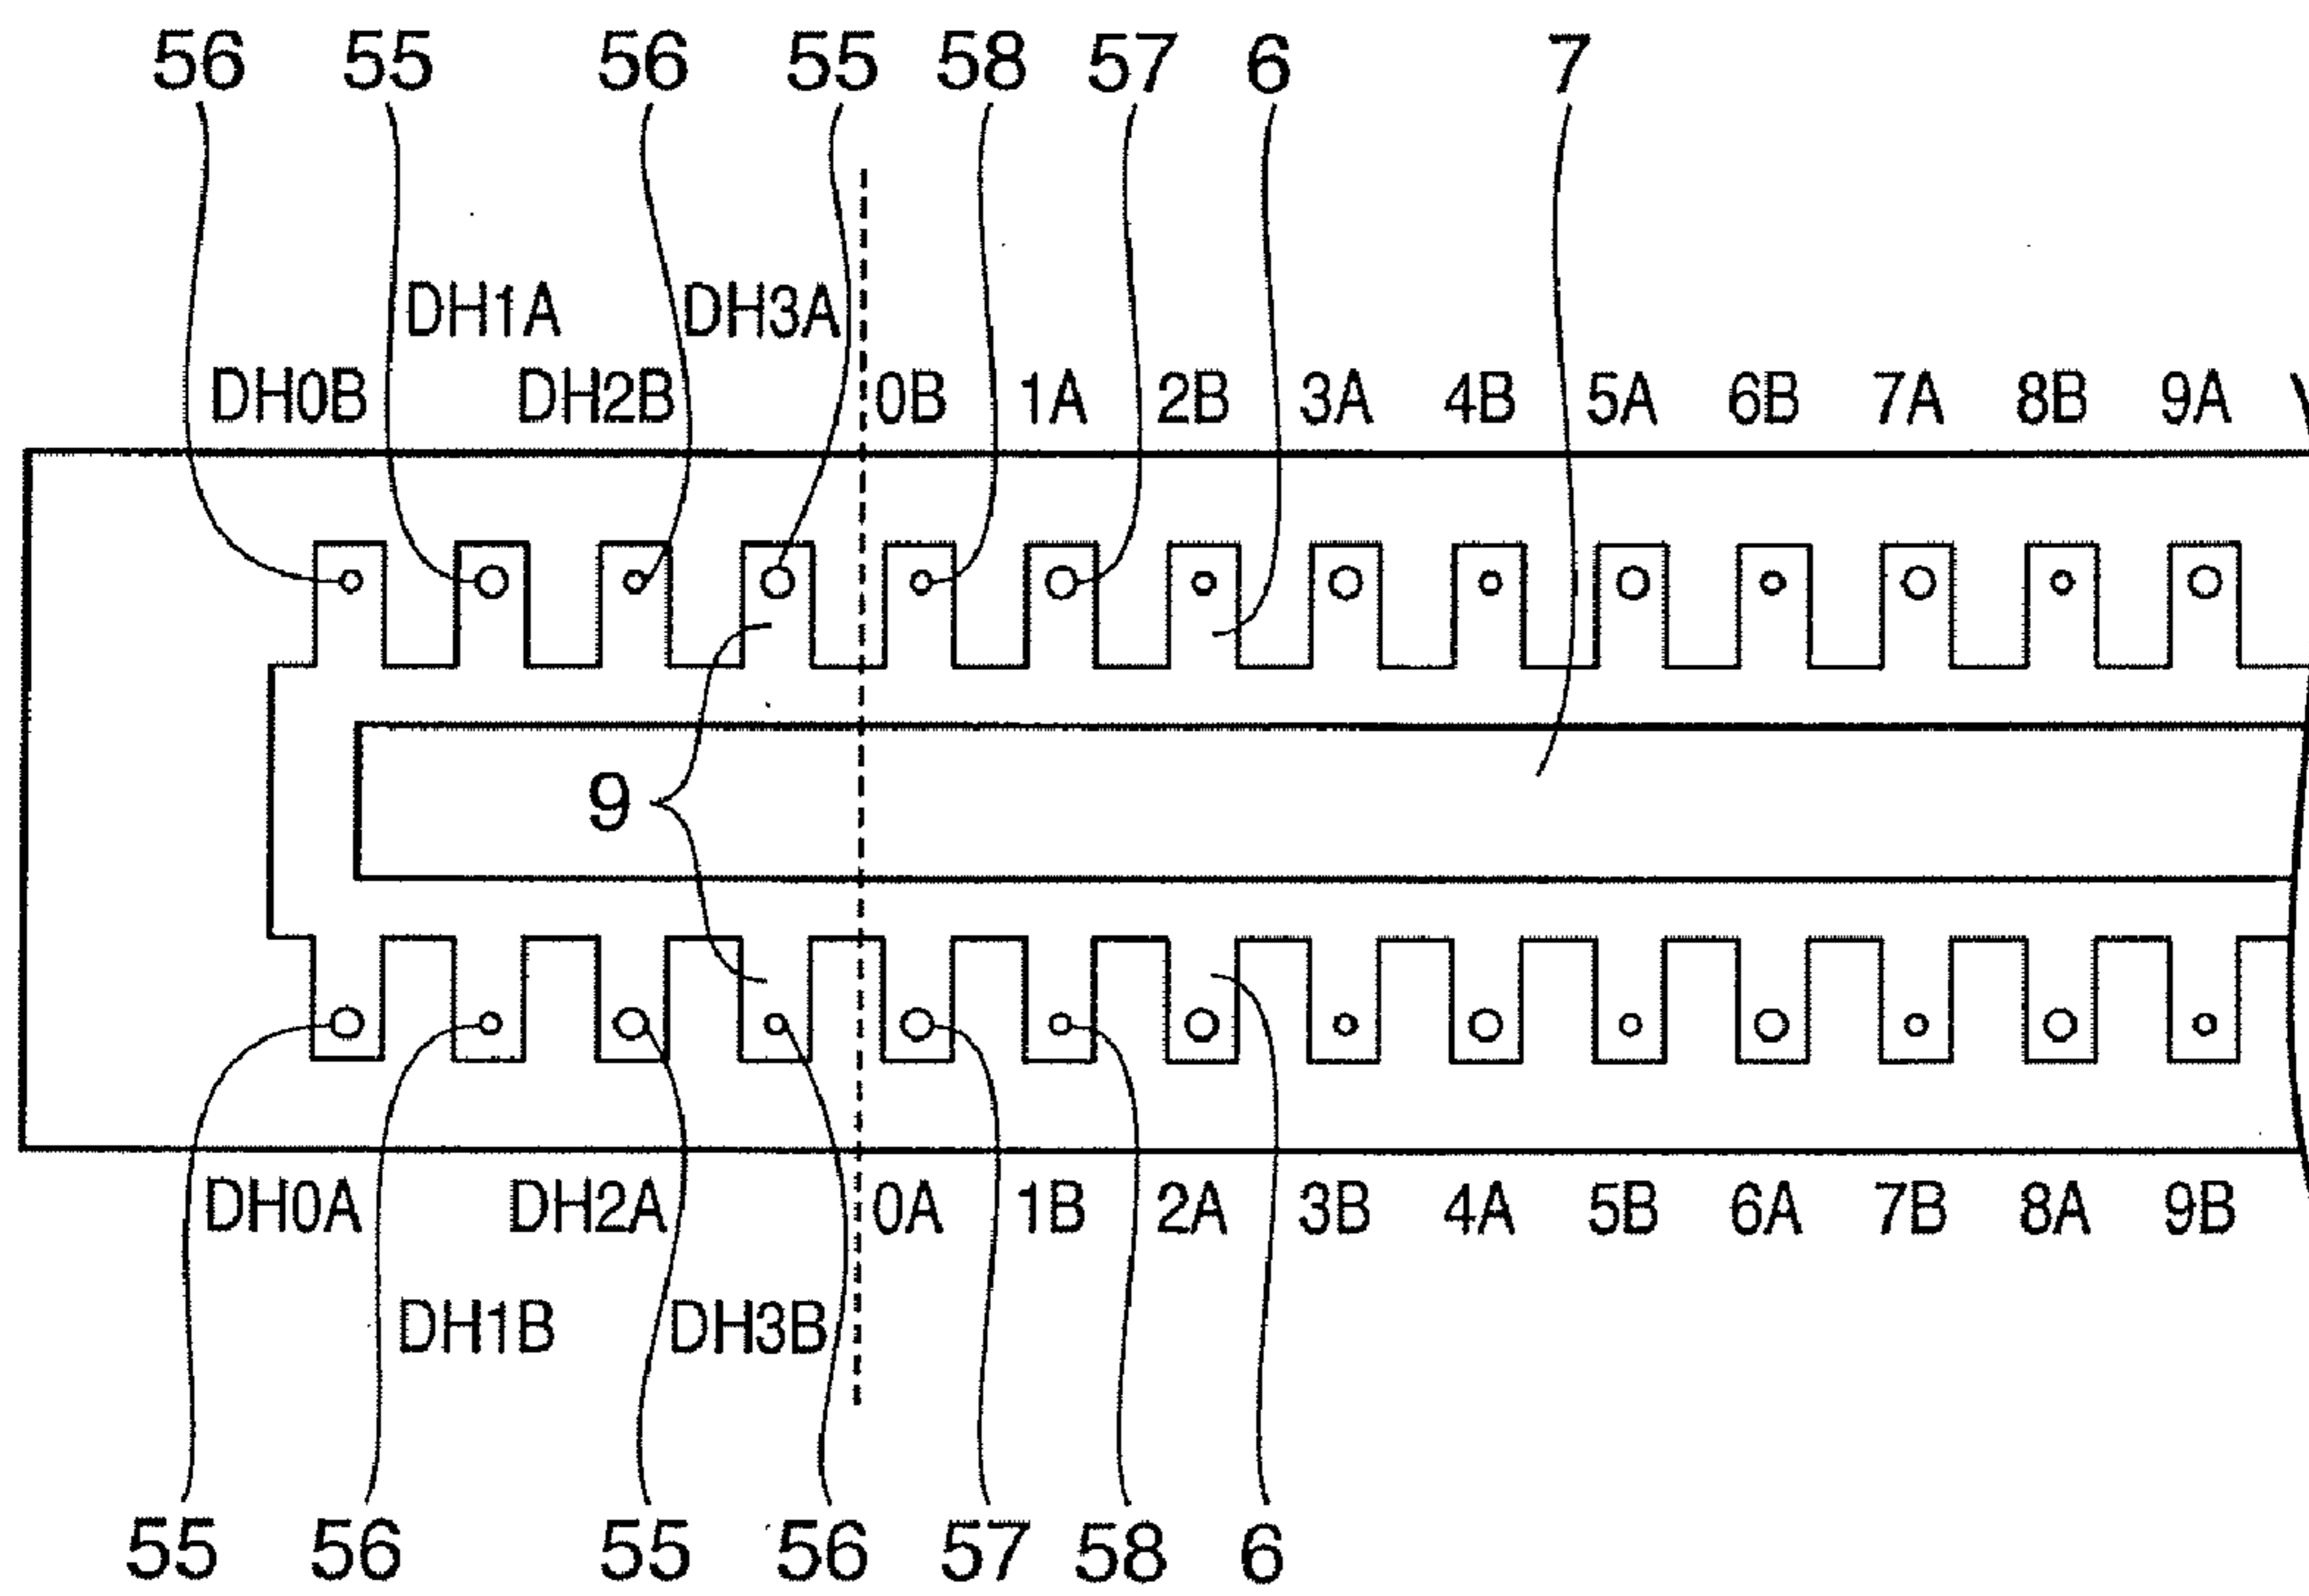 56 55 56 55 58 57 6 7
DH1A DH3A
DH0B DH2B 0B 1A 2B 3A 4B 5A 6B 7A 8B 9A
9
DH0A DH2A 0A 1B 2A 3B 4A 5B 6A 7B 8A 9B
DH1B DH3B
55 56 55 56 57 58 6